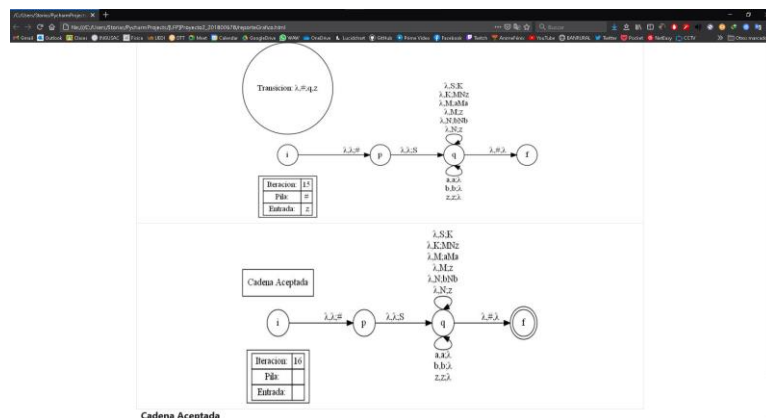 Transicion: λ,#;q,z
λ,S;K
λ,K;MNz
λ,M;aMa
λ,M;z
λ,N;bNb
λ,N;z
i
λ,λ;#
p
λ,λ;S
q
λ,#;λ
f
a,a;λ
b,b;λ
z,z;λ
Iteracion: 15
Pila: #
Entrada: z
λ,S;K
λ,K;MNz
λ,M;aMa
λ,M;z
λ,N;bNb
λ,N;z
Cadena Aceptada
i
λ,λ;#
p
λ,λ;S
q
λ,#;λ
f
a,a;λ
b,b;λ
z,z;λ
Iteracion: 16
Pila:
Entrada:
Cadena Aceptada